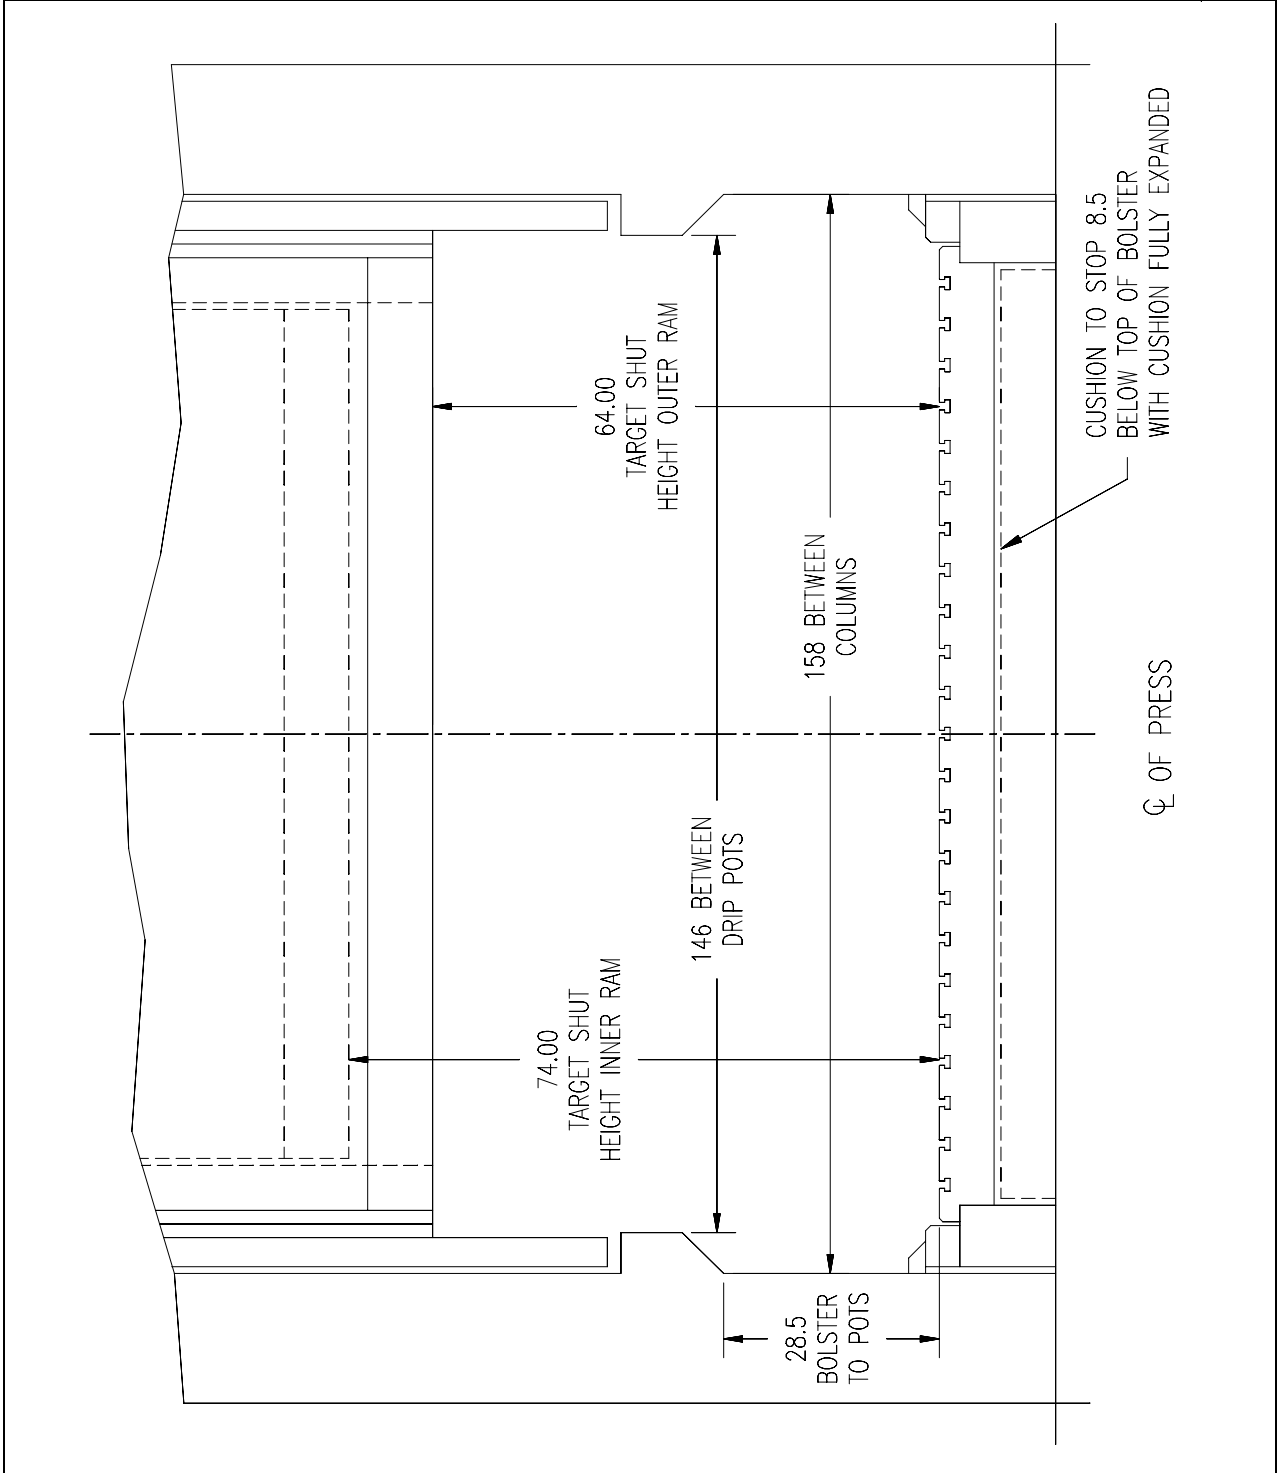 64.00
TARGET SHUT
HEIGHT OUTER RAM
74.00
TARGET SHUT
HEIGHT INNER RAM
146 BETWEEN
DRIP POTS
158 BETWEEN
COLUMNS
28.5
BOLSTER
TO POTS
CUSHION TO STOP 8.5
BELOW TOP OF BOLSTER
WITH CUSHION FULLY EXPANDED
℄ OF PRESS